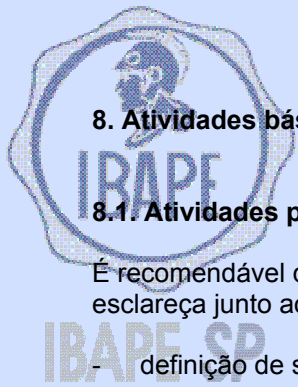 8. Atividades bás
IBAPE
8.1. Atividades p
É recomendável
esclareça junto ao
IBAPE SP
- definição de s